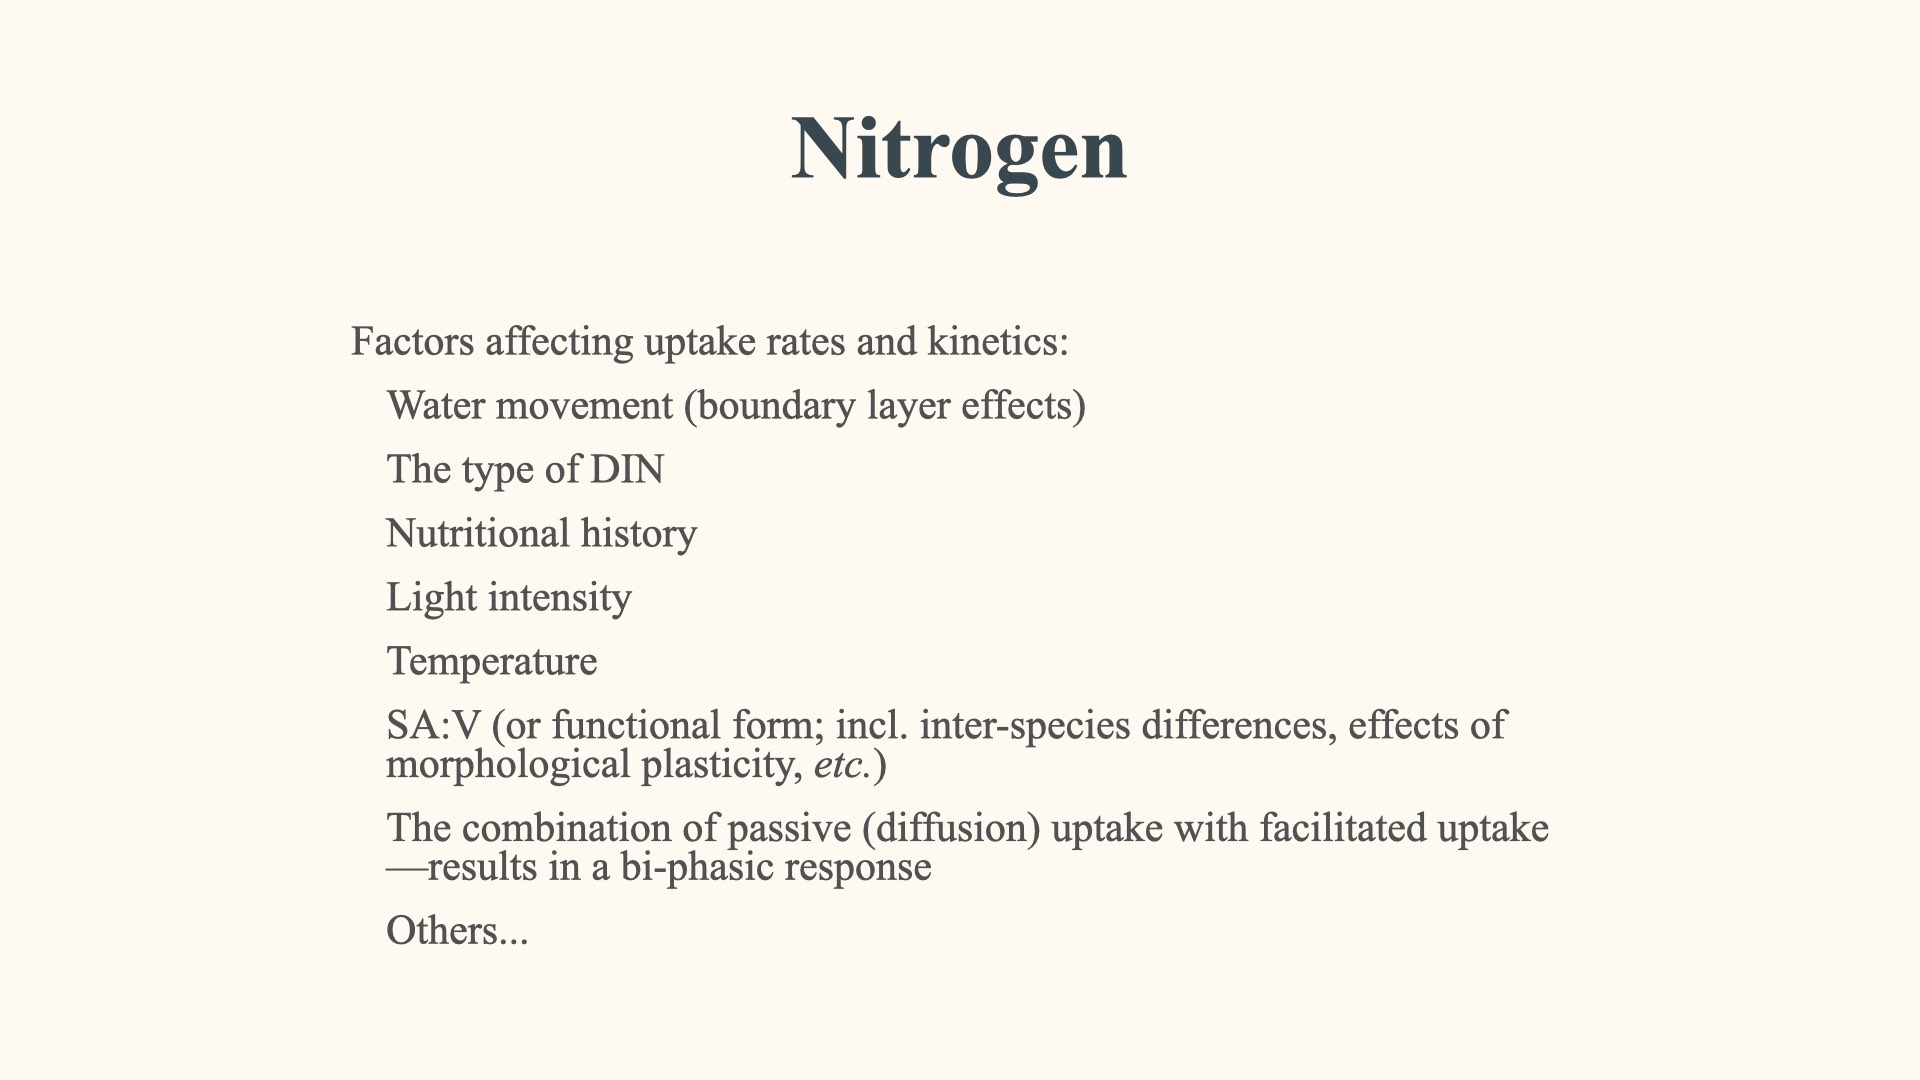 Nitrogen
Factors affecting uptake rates and kinetics:
Water movement (boundary layer effects)
The type of DIN
Nutritional history
Light intensity
Temperature
SA:V (or functional form; incl. inter-species differences, effects of
morphological plasticity, etc.)
The combination of passive (diffusion) uptake with facilitated uptake
—results in a bi-phasic response
Others...